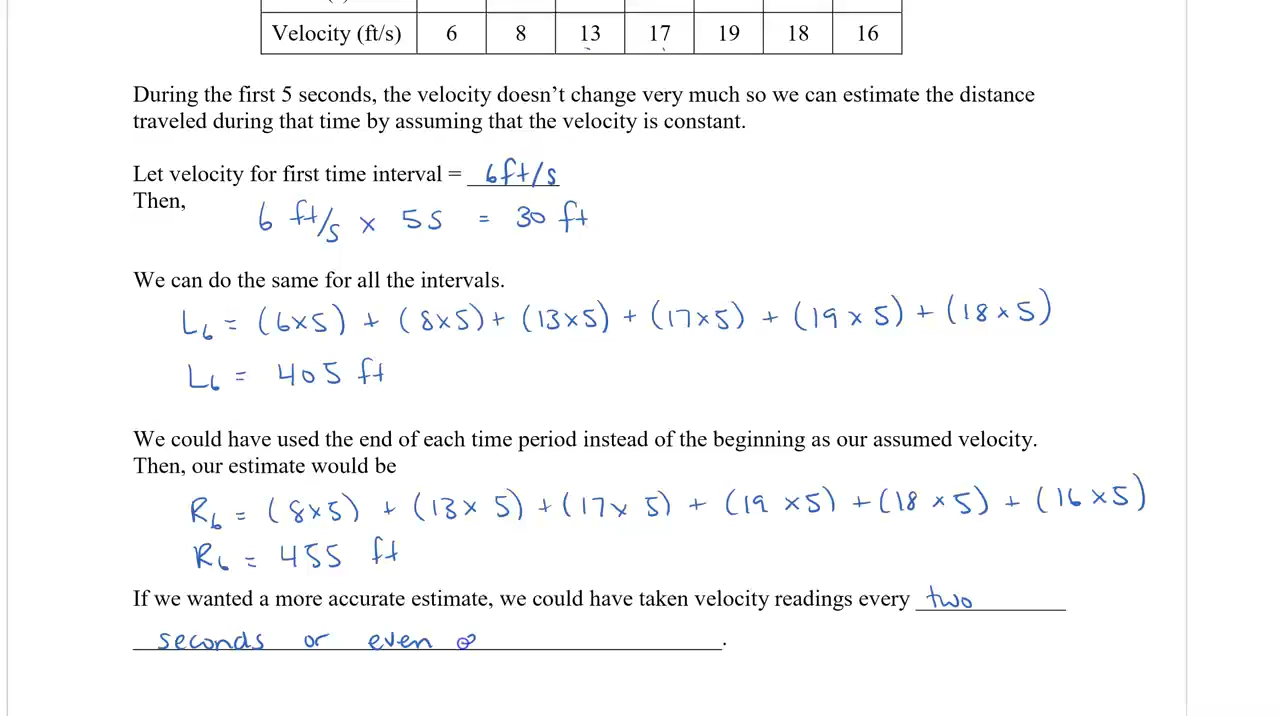 Velocity (ft/s) 6 8 13 17 19 18 16
During the first 5 seconds, the velocity doesn’t change very much so we can estimate the distance
traveled during that time by assuming that the velocity is constant.
Let velocity for first time interval = 6ft/s
Then,
6 ft/s × 5s = 30 ft
We can do the same for all the intervals.
L₆ = (6×5) + (8×5) + (13×5) + (17×5) + (19×5) + (18×5)
L₆ = 405 ft
We could have used the end of each time period instead of the beginning as our assumed velocity.
Then, our estimate would be
R₆ = (8×5) + (13×5) + (17×5) + (19×5) + (18×5) + (16×5)
R₆ = 455 ft
If we wanted a more accurate estimate, we could have taken velocity readings every two
seconds or even .